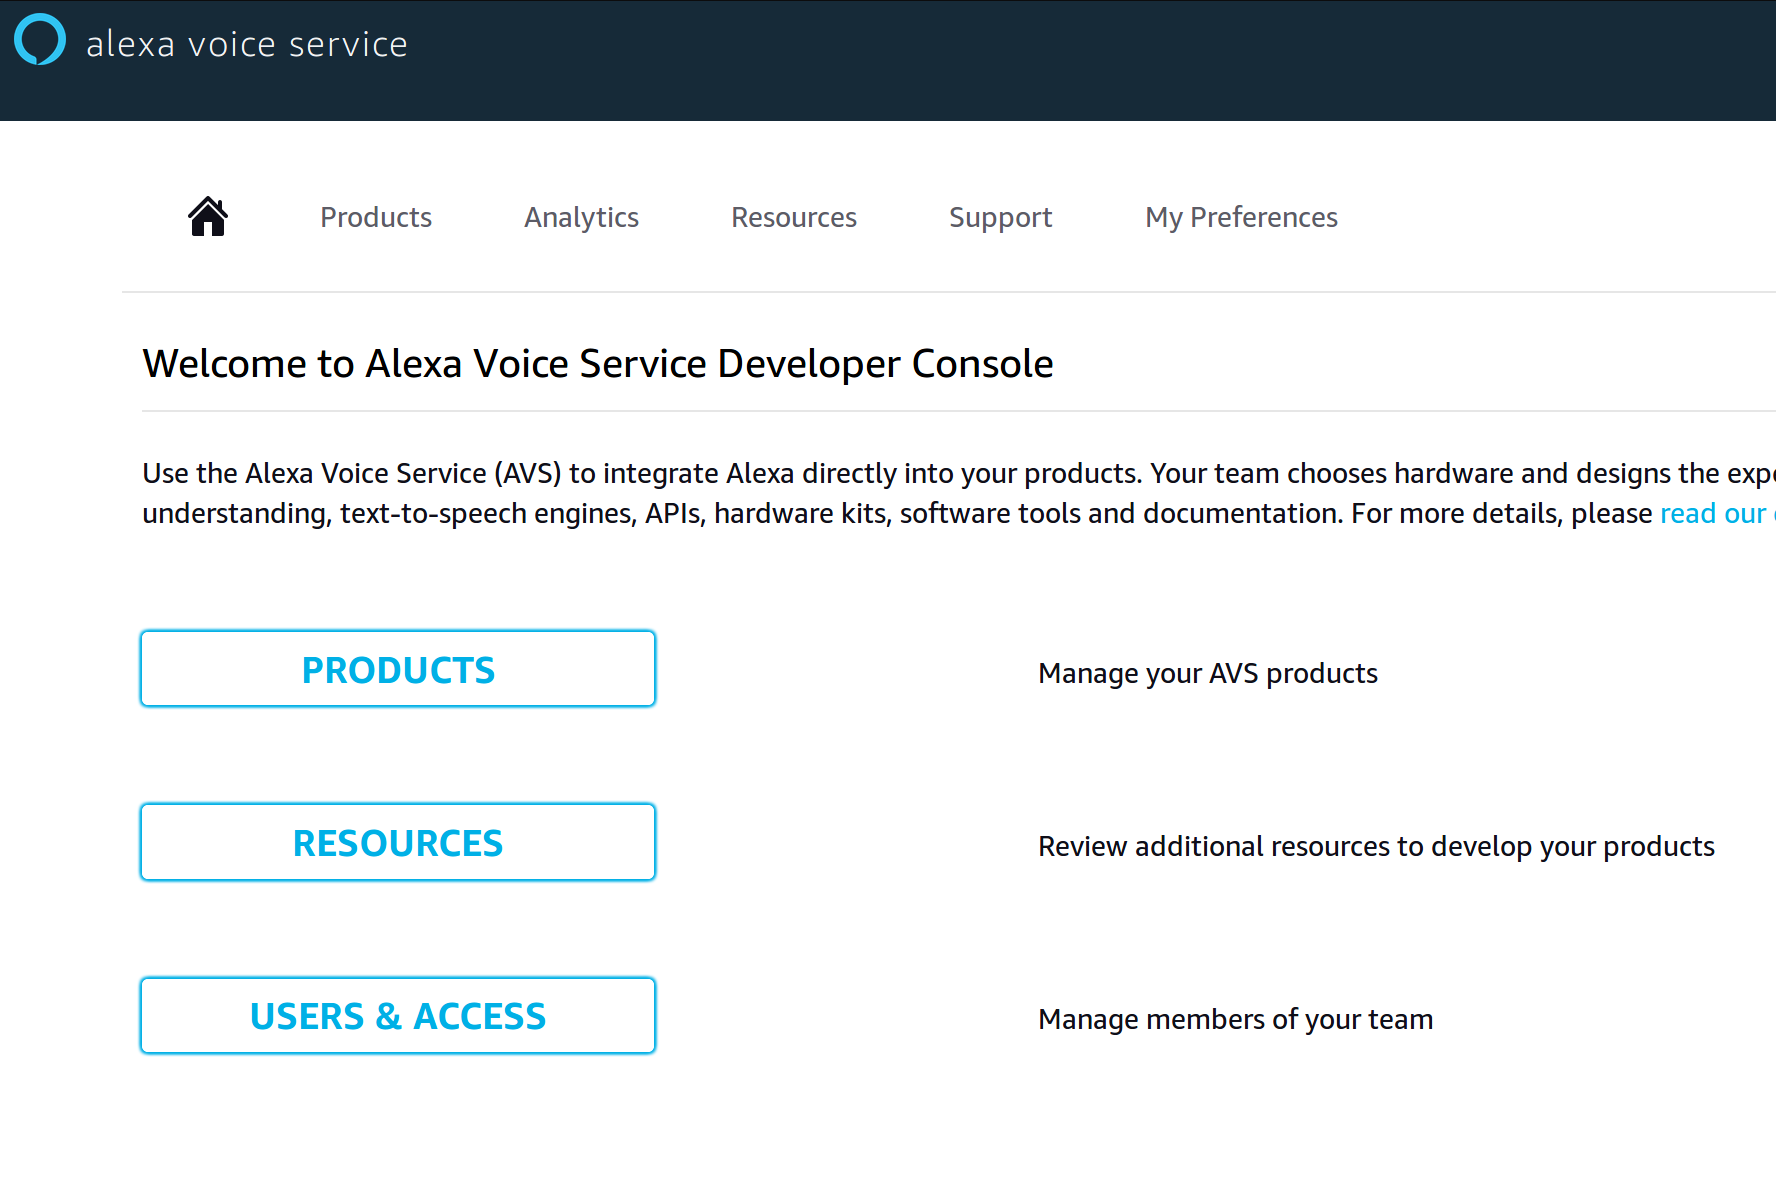 alexa voice service
Products Analytics Resources Support My Preferences
Welcome to Alexa Voice Service Developer Console
Use the Alexa Voice Service (AVS) to integrate Alexa directly into your products. Your team chooses hardware and designs the
understanding, text-to-speech engines, APIs, hardware kits, software tools and documentation. For more details, please read our
PRODUCTS Manage your AVS products
RESOURCES Review additional resources to develop your products
USERS & ACCESS Manage members of your team